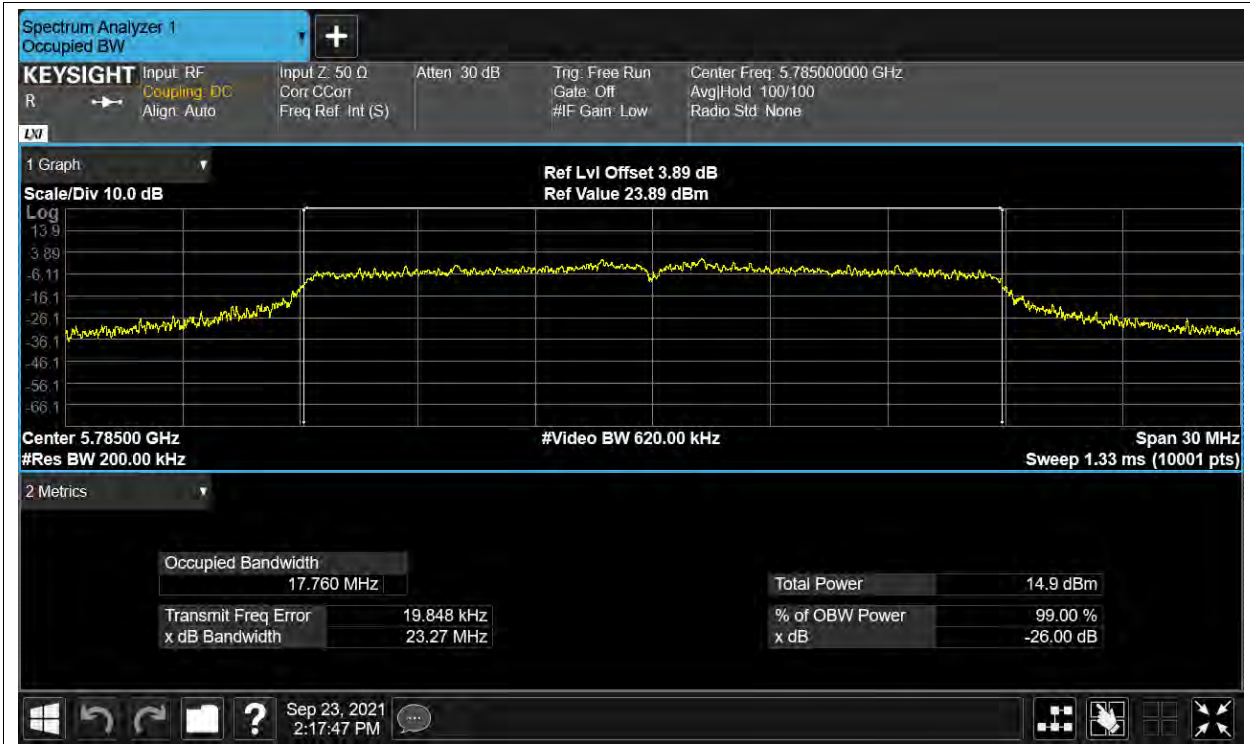 Spectrum Analyzer 1
Occupied BW
KEYSIGHT
R
LXI
Input: RF
Coupling: DC
Align: Auto
Input Z: 50 Ω
Corr CCorr
Freq Ref: Int (S)
Atten: 30 dB
Trig: Free Run
Gate: Off
#IF Gain: Low
Center Freq: 5.785000000 GHz
Avg|Hold: 100/100
Radio Std: None
1 Graph
Scale/Div 10.0 dB
Ref Lvl Offset 3.89 dB
Ref Value 23.89 dBm
Log
13.9
3.89
-6.11
-16.1
-26.1
-36.1
-46.1
-56.1
-66.1
Center 5.78500 GHz
#Res BW 200.00 kHz
#Video BW 620.00 kHz
Span 30 MHz
Sweep 1.33 ms (10001 pts)
2 Metrics
Occupied Bandwidth
17.760 MHz
Transmit Freq Error 19.848 kHz
x dB Bandwidth 23.27 MHz
Total Power 14.9 dBm
% of OBW Power 99.00 %
x dB -26.00 dB
?
Sep 23, 2021
2:17:47 PM